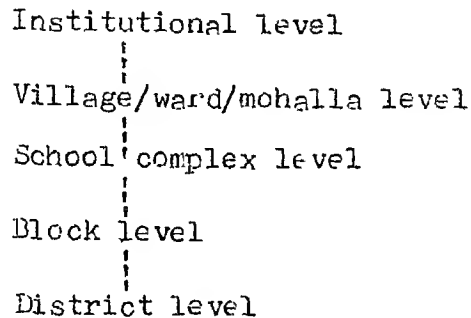 Institutional level
Village/ward/mohalla level
School complex level
Block level
District level